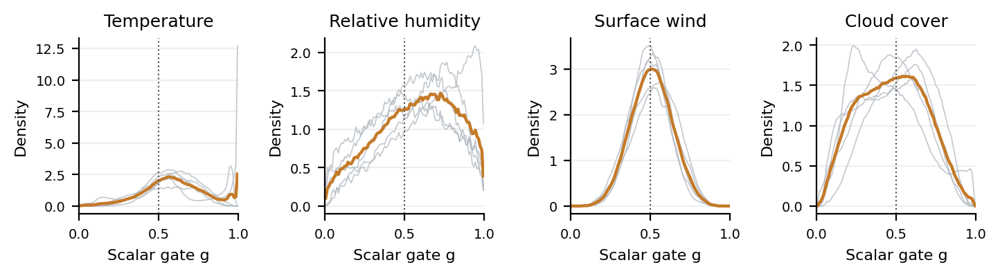 Temperature
Density
12.5
10.0
7.5
5.0
2.5
0.0
0.0 0.5 1.0
Scalar gate g
Relative humidity
Density
2.0
1.5
1.0
0.5
0.0
0.0 0.5 1.0
Scalar gate g
Surface wind
Density
3
2
1
0
0.0 0.5 1.0
Scalar gate g
Cloud cover
Density
2.0
1.5
1.0
0.5
0.0
0.0 0.5 1.0
Scalar gate g